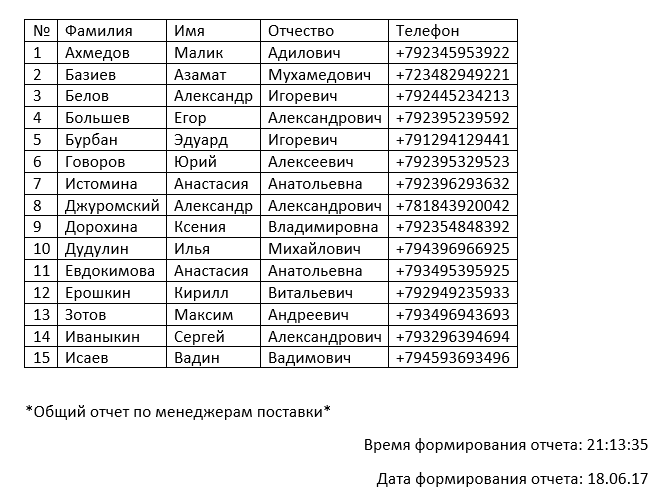 № Фамилия Имя Отчество Телефон
1 Ахмедов Малик Адилович +792345953922
2 Базиев Азамат Мухамедович +723482949221
3 Белов Александр Игоревич +792445234213
4 Большев Егор Александрович +792395239592
5 Бурбан Эдуард Игоревич +791294129441
6 Говоров Юрий Алексеевич +792395329523
7 Истомина Анастасия Анатольевна +792396293632
8 Джуромский Александр Александрович +781843920042
9 Дорохина Ксения Владимировна +792354848392
10 Дудулин Илья Михайлович +794396966925
11 Евдокимова Анастасия Анатольевна +793495395925
12 Ерошкин Кирилл Витальевич +792949235933
13 Зотов Максим Андреевич +793496943693
14 Иваныкин Сергей Александрович +793296394694
15 Исаев Вадин Вадимович +794593693496
*Общий отчет по менеджерам поставки*
Время формирования отчета: 21:13:35
Дата формирования отчета: 18.06.17